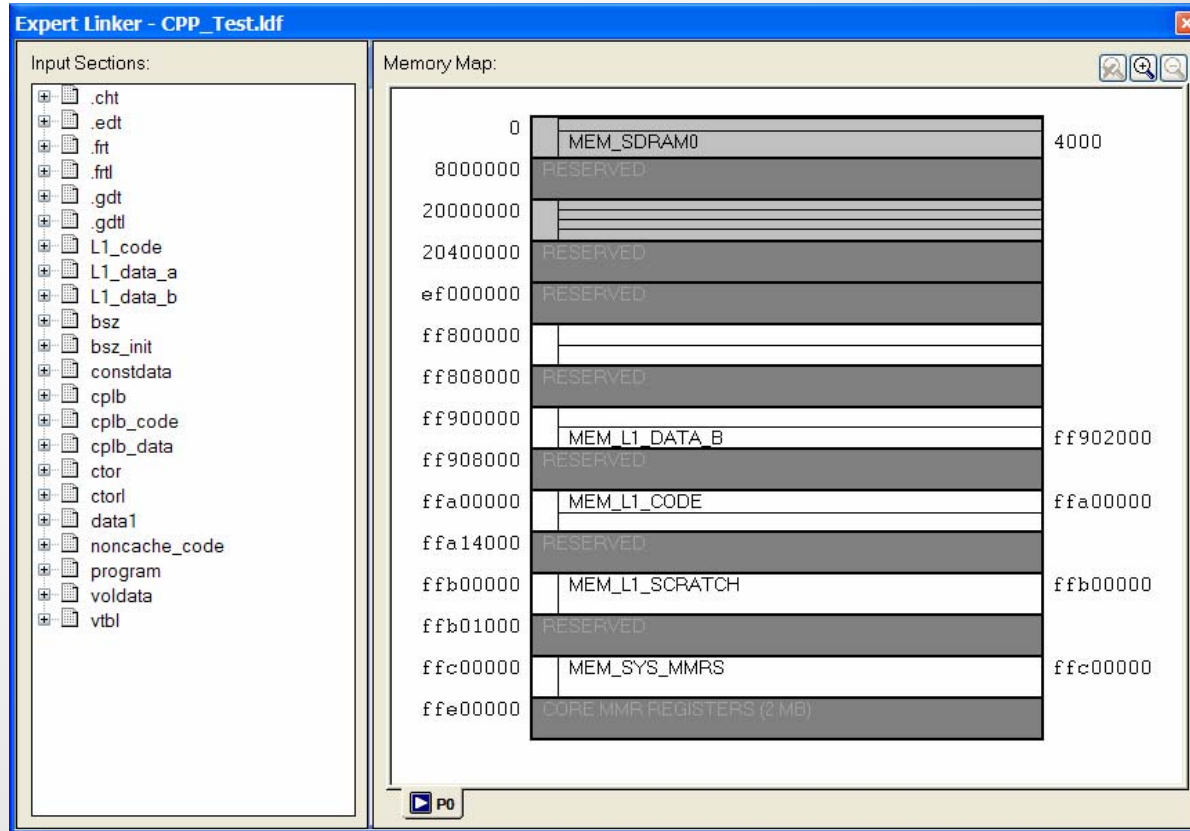 Expert Linker - CPP_Test.ldf
Input Sections:
.cht
.edt
.frt
.frtl
.gdt
.gdtl
L1_code
L1_data_a
L1_data_b
bsz
bsz_init
constdata
cplb
cplb_code
cplb_data
ctor
ctorl
data1
noncache_code
program
voldata
vtbl
Memory Map:
0 MEM_SDRAM0 4000
8000000 RESERVED
20000000
20400000 RESERVED
ef000000 RESERVED
ff800000
ff808000 RESERVED
ff900000
MEM_L1_DATA_B ff902000
ff908000 RESERVED
ffa00000 MEM_L1_CODE ffa00000
ffa14000 RESERVED
ffb00000 MEM_L1_SCRATCH ffb00000
ffb01000 RESERVED
ffc00000 MEM_SYS_MMRS ffc00000
ffe00000 CORE MMR REGISTERS (2 MB)
P0